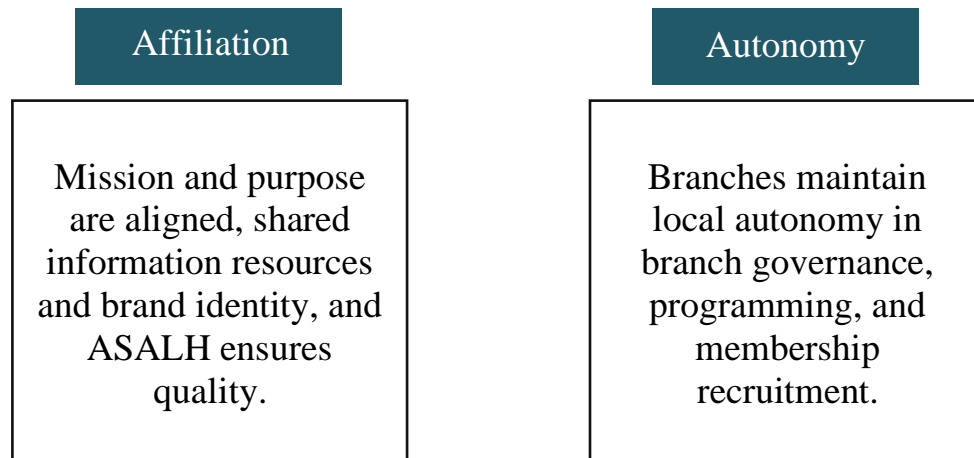 Affiliation
Mission and purpose
are aligned, shared
information resources
and brand identity, and
ASALH ensures
quality.
Autonomy
Branches maintain
local autonomy in
branch governance,
programming, and
membership
recruitment.